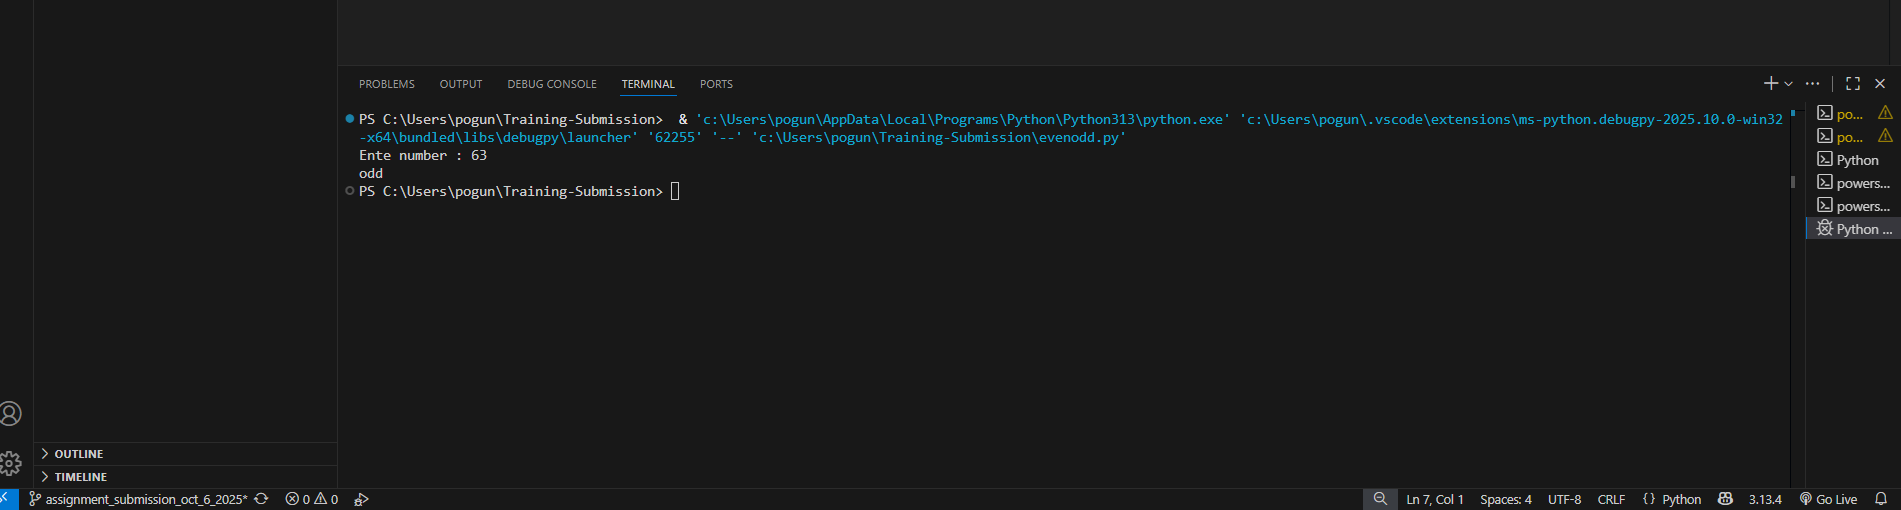 PROBLEMS OUTPUT DEBUG CONSOLE TERMINAL PORTS
PS C:\Users\pogun\Training-Submission>  & 'c:\Users\pogun\AppData\Local\Programs\Python\Python313\python.exe' 'c:\Users\pogun\.vscode\extensions\ms-python.debugpy-2025.10.0-win32
-x64\bundled\libs\debugpy\launcher' '62255' '--' 'c:\Users\pogun\Training-Submission\evenodd.py'
Ente number : 63
odd
PS C:\Users\pogun\Training-Submission>
po...
po...
Python
powers...
powers...
Python ...
OUTLINE
TIMELINE
assignment_submission_oct_6_2025* 0 0 Ln 7, Col 1 Spaces: 4 UTF-8 CRLF {} Python 3.13.4 Go Live